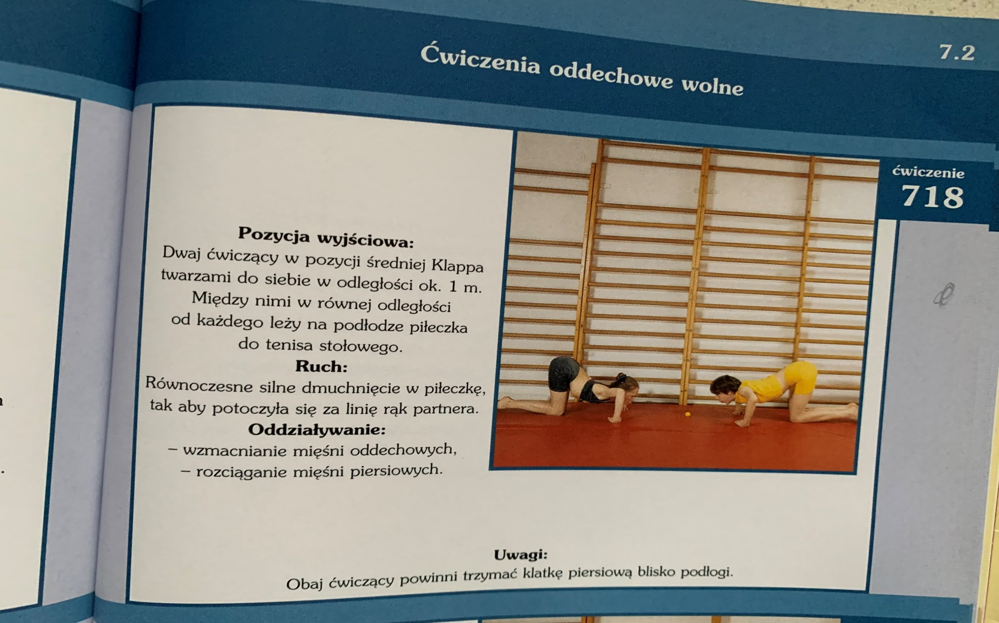 7.2
Ćwiczenia oddechowe wolne
ćwiczenie
718
Pozycja wyjściowa:
Dwaj ćwiczący w pozycji średniej Klappa
twarzami do siebie w odległości ok. 1 m.
Między nimi w równej odległości
od każdego leży na podłodze piłeczka
do tenisa stołowego.
Ruch:
Równoczesne silne dmuchnięcie w piłeczkę,
tak aby potoczyła się za linię rąk partnera.
Oddziaływanie:
– wzmacnianie mięśni oddechowych,
– rozciąganie mięśni piersiowych.
Uwagi:
Obaj ćwiczący powinni trzymać klatkę piersiową blisko podłogi.